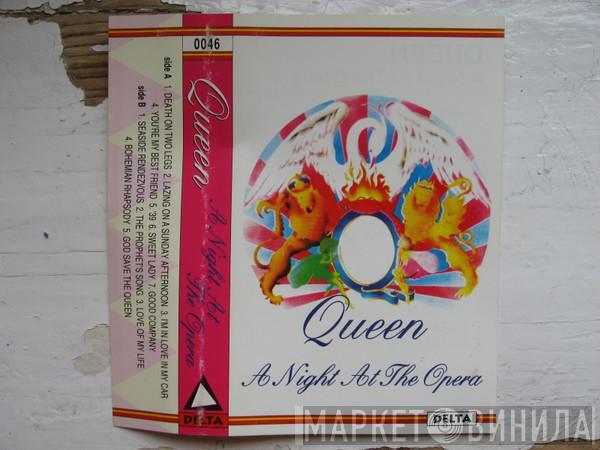 side A 1. DEATH ON TWO LEGS 2. LAZING ON A SUNDAY AFTERNOON 3. I'M IN LOVE IN MY CAR
4. YOU'RE MY BEST FRIEND 5. '39 6. SWEET LADY 7. GOOD COMPANY
side B 1. SEASIDE RENDEZVOUS 2. THE PROPHET'S SONG 3. LOVE OF MY LIFE
4. BOHEMIAN RHAPSODY 5. GOD SAVE THE QUEEN
0046
Queen
A Night At
The Opera
DELTA
Queen
A Night At The Opera
DELTA
МАРКЕТ ВИНИЛА